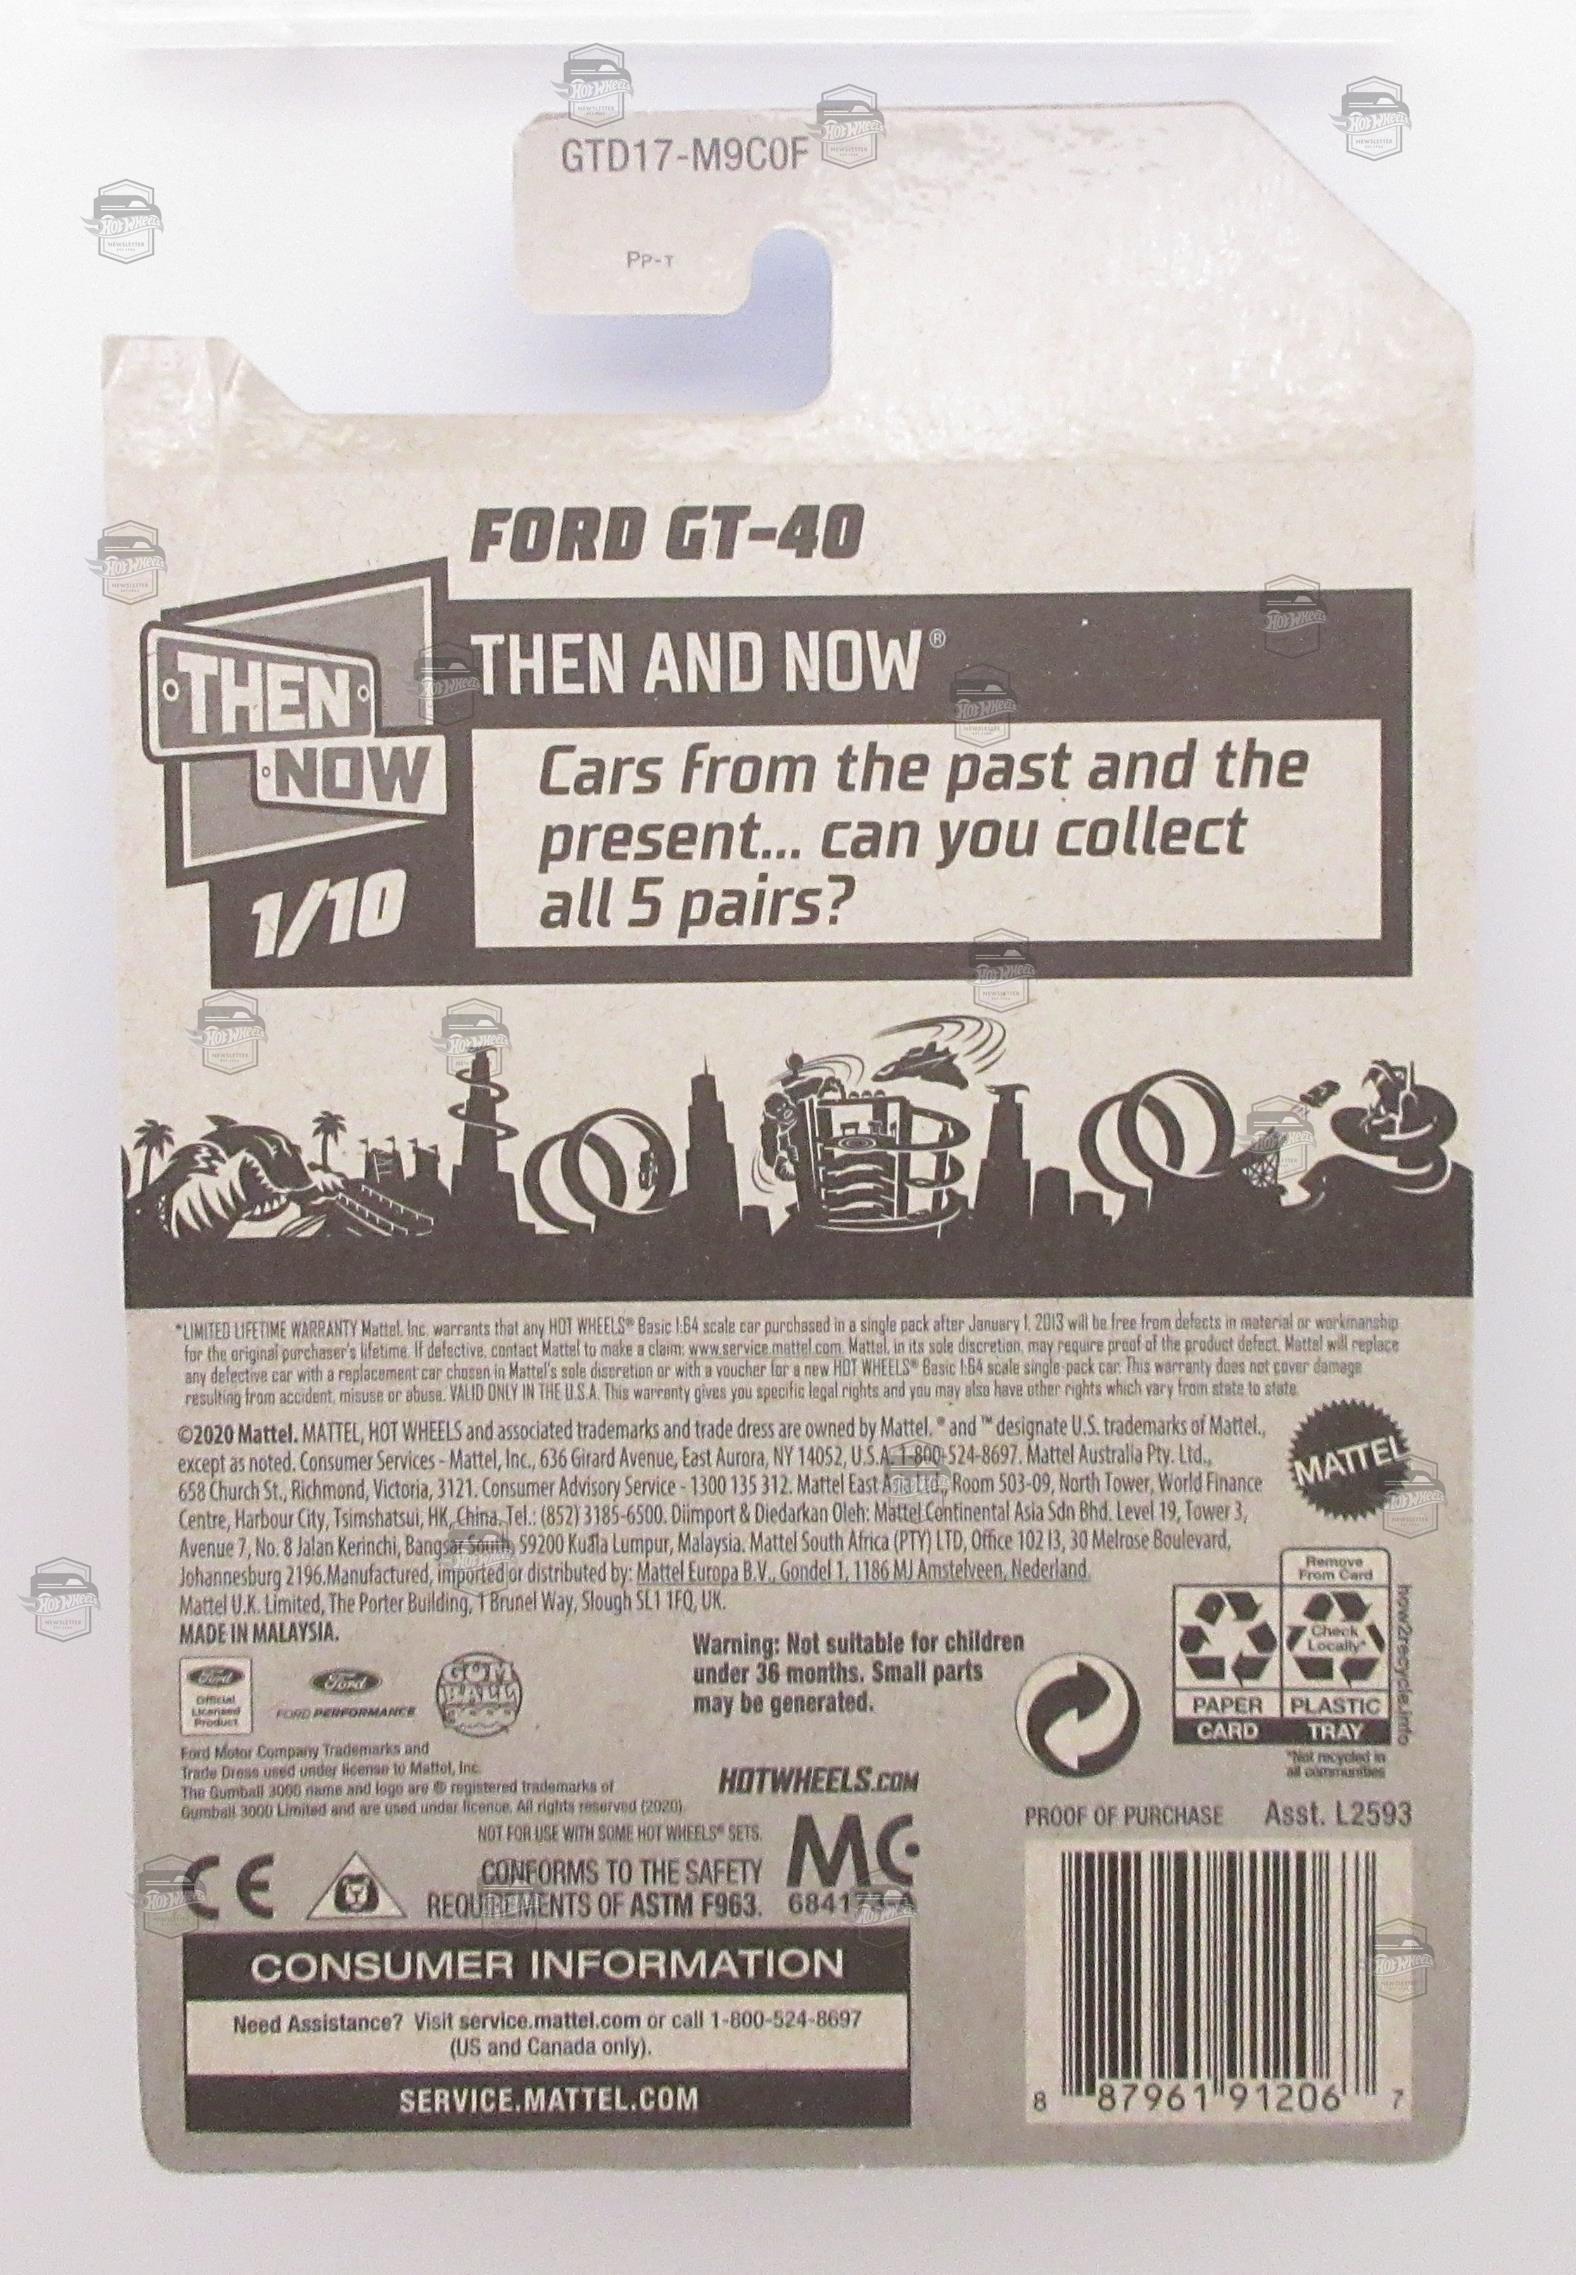 GTD17-M9C0F
PP-T
FORD GT-40
THEN
NOW
THEN AND NOW®
Cars from the past and the
present... can you collect
all 5 pairs?
1/10
*LIMITED LIFETIME WARRANTY Mattel, Inc. warrants that any HOT WHEELS® Basic 1:64 scale car purchased in a single pack after January 1, 2013 will be free from defects in material or workmanship
for the original purchaser's lifetime. If defective, contact Mattel to make a claim: www.service.mattel.com. Mattel, in its sole discretion, may require proof of the product defect. Mattel will replace
any defective car with a replacement car chosen in Mattel's sole discretion or with a voucher for a new HOT WHEELS® Basic 1:64 scale single-pack car. This warranty does not cover damage
resulting from accident, misuse or abuse. VALID ONLY IN THE U.S.A. This warranty gives you specific legal rights and you may also have other rights which vary from state to state.
©2020 Mattel. MATTEL, HOT WHEELS and associated trademarks and trade dress are owned by Mattel. ® and ™ designate U.S. trademarks of Mattel.,
except as noted. Consumer Services - Mattel, Inc., 636 Girard Avenue, East Aurora, NY 14052, U.S.A. 1-800-524-8697. Mattel Australia Pty. Ltd.,
658 Church St., Richmond, Victoria, 3121. Consumer Advisory Service - 1300 135 312. Mattel East Asia Ltd., Room 503-09, North Tower, World Finance
Centre, Harbour City, Tsimshatsui, HK, China. Tel.: (852) 3185-6500. Diimport & Diedarkan Oleh: Mattel Continental Asia Sdn Bhd. Level 19, Tower 3,
Avenue 7, No. 8 Jalan Kerinchi, Bangsar South, 59200 Kuala Lumpur, Malaysia. Mattel South Africa (PTY) LTD, Office 102 I3, 30 Melrose Boulevard,
Johannesburg 2196.Manufactured, imported or distributed by: Mattel Europa B.V., Gondel 1, 1186 MJ Amstelveen, Nederland.
Mattel U.K. Limited, The Porter Building, 1 Brunel Way, Slough SL1 1FQ, UK.
MADE IN MALAYSIA.
MATTEL
Ford
Official
Licensed
Product
Ford
FORD PERFORMANCE
GUM
BALL
Warning: Not suitable for children
under 36 months. Small parts
may be generated.
Remove
From Card
Check
Locally*
PAPER
PLASTIC
CARD
TRAY
how2recycle.info
*Not recycled in
all communities
Ford Motor Company Trademarks and
Trade Dress used under license to Mattel, Inc.
The Gumball 3000 name and logo are ® registered trademarks of
Gumball 3000 Limited and are used under licence. All rights reserved (2020).
HOTWHEELS.COM
NOT FOR USE WITH SOME HOT WHEELS® SETS.
CE
CONFORMS TO THE SAFETY
REQUIREMENTS OF ASTM F963.
MC
684173-A
PROOF OF PURCHASE
Asst. L2593
CONSUMER INFORMATION
Need Assistance? Visit service.mattel.com or call 1-800-524-8697
(US and Canada only).
SERVICE.MATTEL.COM
8 87961 91206 7